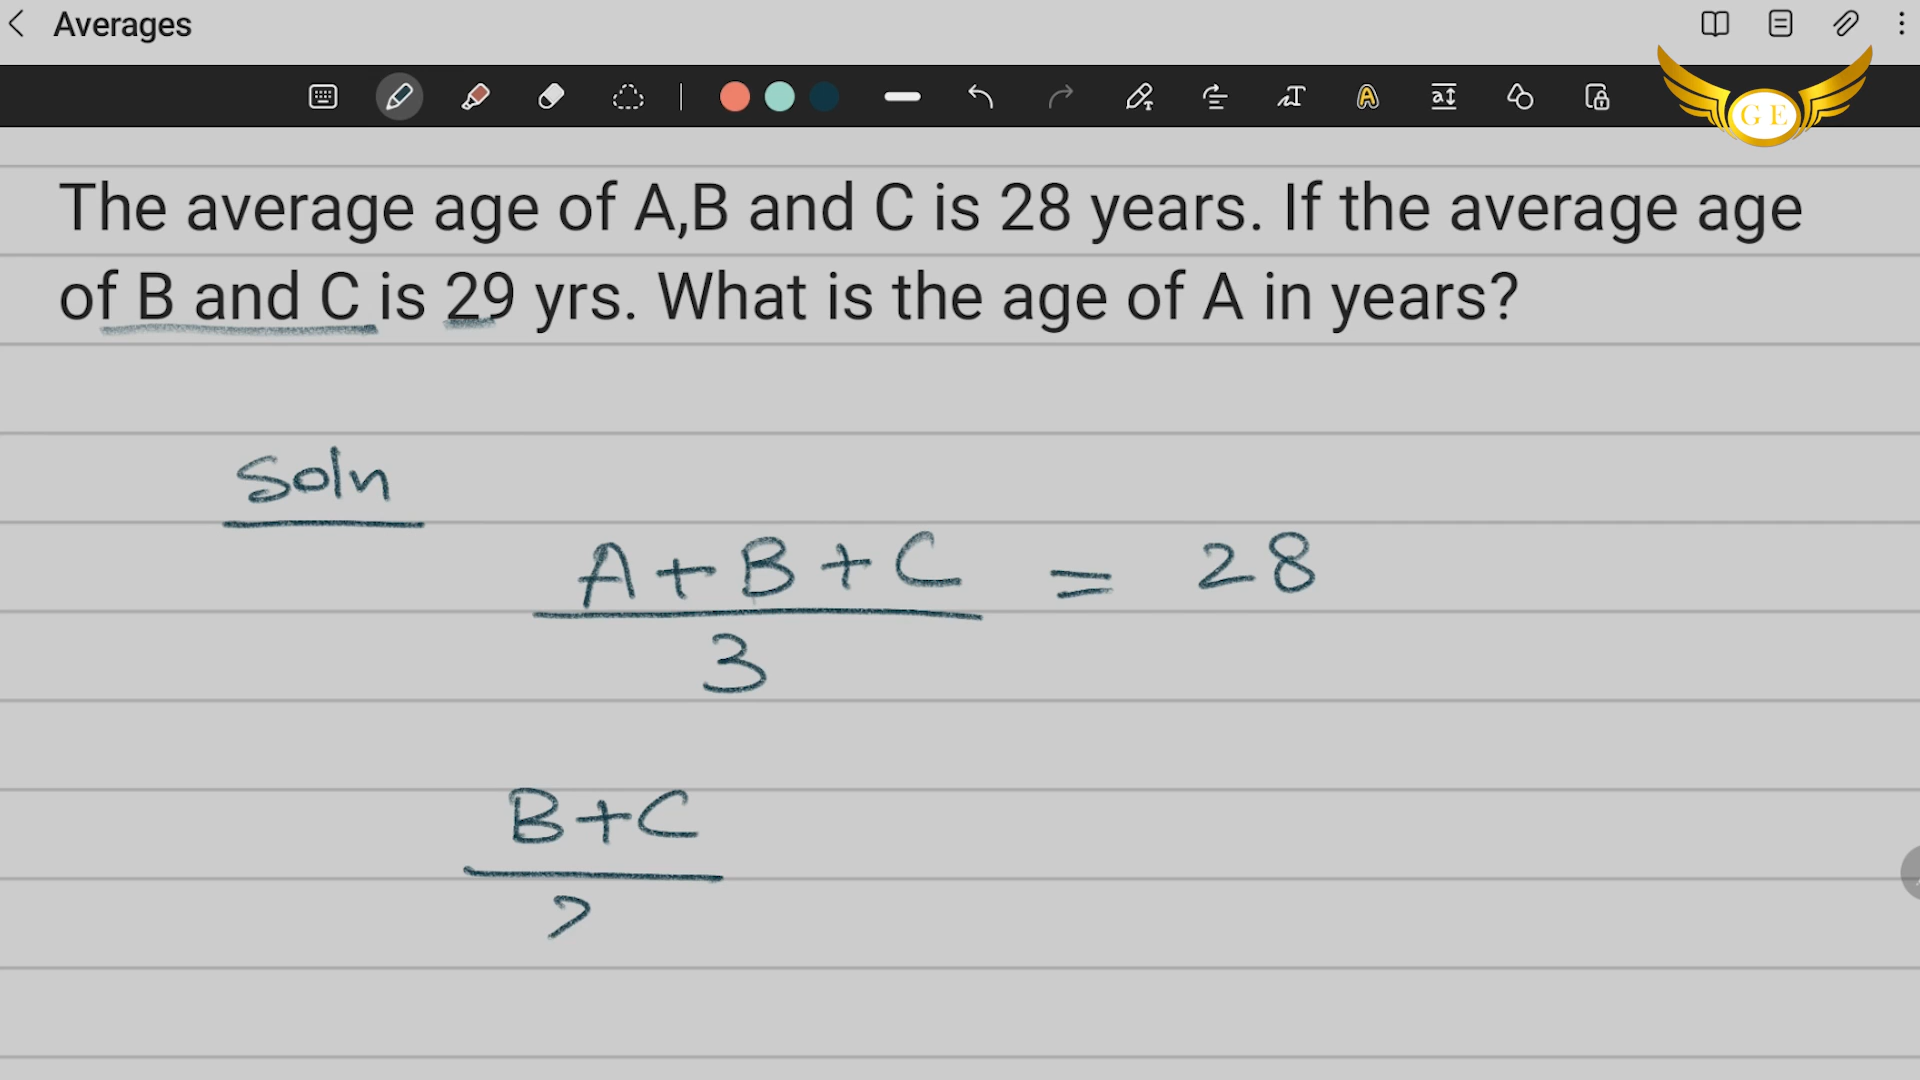 Averages
G E
The average age of A,B and C is 28 years. If the average age
of B and C is 29 yrs. What is the age of A in years?
Soln
A + B + C = 28
3
B + C